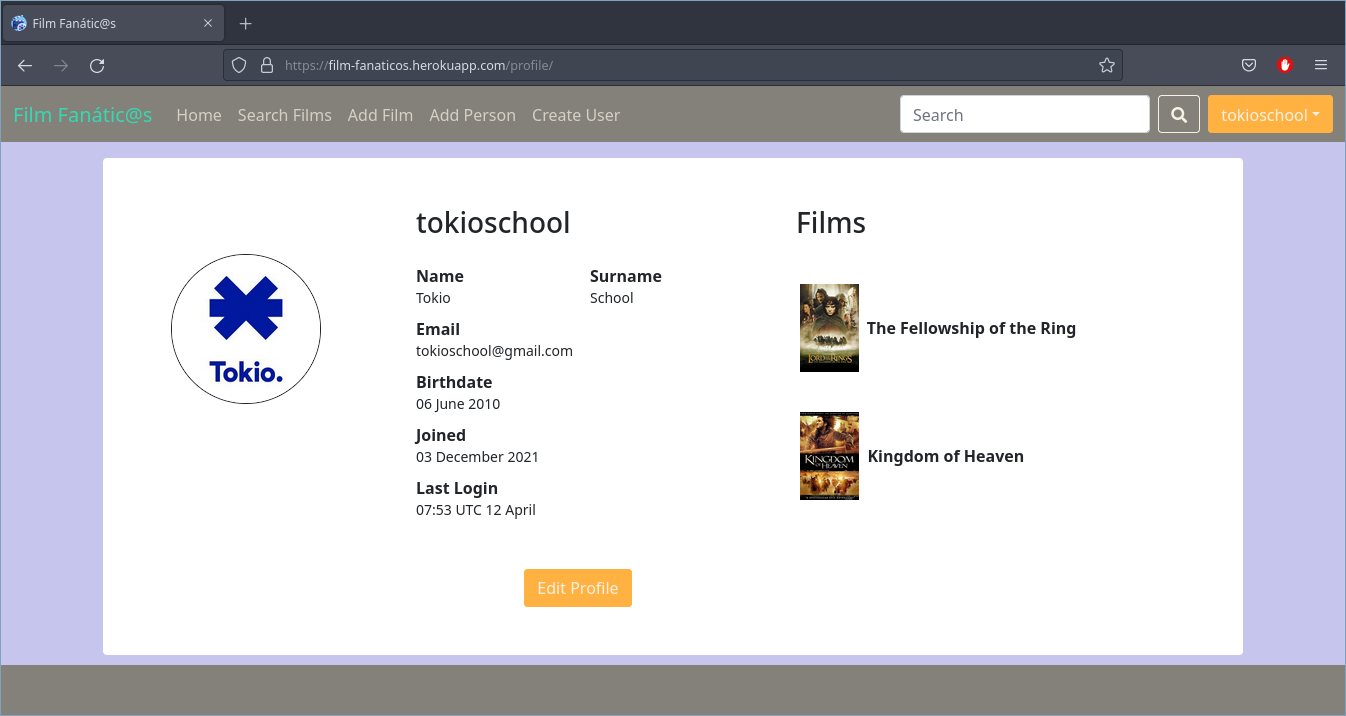 Film Fanátic@s
https://film-fanaticos.herokuapp.com/profile/
Film Fanátic@s Home Search Films Add Film Add Person Create User Search tokioschool
tokioschool
Films
Name Surname
Tokio School
Email
tokioschool@gmail.com
Birthdate
06 June 2010
Joined
03 December 2021
Last Login
07:53 UTC 12 April
Edit Profile
Tokio.
The Fellowship of the Ring
KINGDOM
OF HEAVEN
Kingdom of Heaven